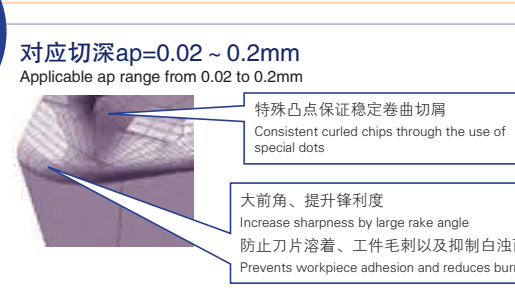 对应切深ap=0.02 ~ 0.2mm
Applicable ap range from 0.02 to 0.2mm
特殊凸点保证稳定卷曲切屑
Consistent curled chips through the use of
special dots
大前角、提升锋利度
Increase sharpness by large rake angle
防止刀片溶着、工件毛刺以及抑制白浊
Prevents workpiece adhesion and reduces